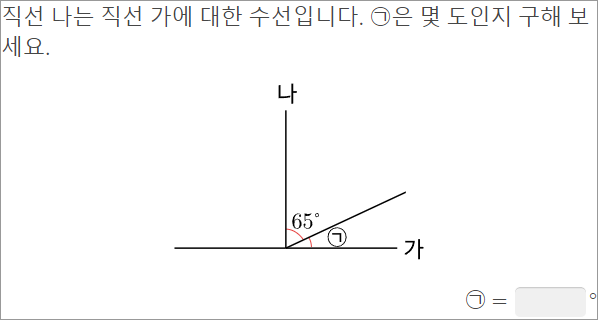 직선 나는 직선 가에 대한 수선입니다. ㉠은 몇 도인지 구해 보
세요.
나
65°
㉠
가
㉠ = °